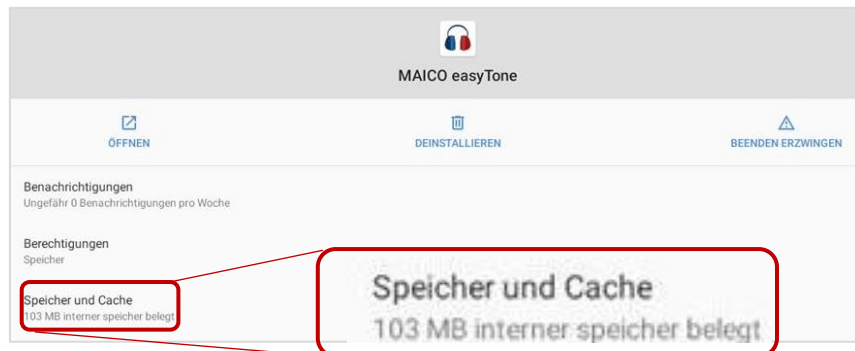 MAICO easyTone
ÖFFNEN
DEINSTALLIEREN
BEENDEN ERZWINGEN
Benachrichtigungen
Ungefähr 0 Benachrichtigungen pro Woche
Berechtigungen
Speicher
Speicher und Cache
103 MB interner speicher belegt
Speicher und Cache
103 MB interner speicher belegt